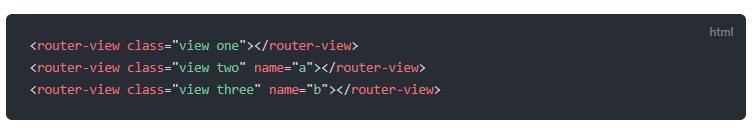 html
<router-view class="view one"></router-view>
<router-view class="view two" name="a"></router-view>
<router-view class="view three" name="b"></router-view>